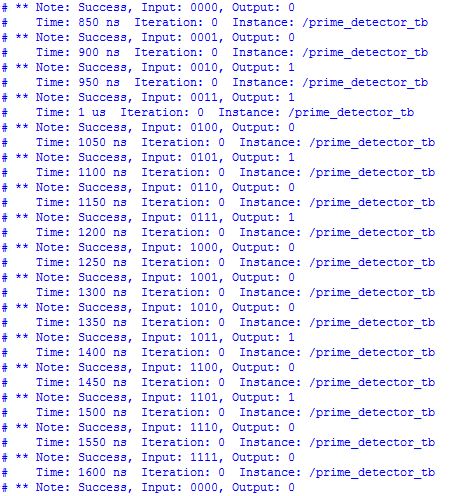 # ** Note: Success, Input: 0000, Output: 0
#    Time: 850 ns  Iteration: 0  Instance: /prime_detector_tb
# ** Note: Success, Input: 0001, Output: 0
#    Time: 900 ns  Iteration: 0  Instance: /prime_detector_tb
# ** Note: Success, Input: 0010, Output: 1
#    Time: 950 ns  Iteration: 0  Instance: /prime_detector_tb
# ** Note: Success, Input: 0011, Output: 1
#    Time: 1 us  Iteration: 0  Instance: /prime_detector_tb
# ** Note: Success, Input: 0100, Output: 0
#    Time: 1050 ns  Iteration: 0  Instance: /prime_detector_tb
# ** Note: Success, Input: 0101, Output: 1
#    Time: 1100 ns  Iteration: 0  Instance: /prime_detector_tb
# ** Note: Success, Input: 0110, Output: 0
#    Time: 1150 ns  Iteration: 0  Instance: /prime_detector_tb
# ** Note: Success, Input: 0111, Output: 1
#    Time: 1200 ns  Iteration: 0  Instance: /prime_detector_tb
# ** Note: Success, Input: 1000, Output: 0
#    Time: 1250 ns  Iteration: 0  Instance: /prime_detector_tb
# ** Note: Success, Input: 1001, Output: 0
#    Time: 1300 ns  Iteration: 0  Instance: /prime_detector_tb
# ** Note: Success, Input: 1010, Output: 0
#    Time: 1350 ns  Iteration: 0  Instance: /prime_detector_tb
# ** Note: Success, Input: 1011, Output: 1
#    Time: 1400 ns  Iteration: 0  Instance: /prime_detector_tb
# ** Note: Success, Input: 1100, Output: 0
#    Time: 1450 ns  Iteration: 0  Instance: /prime_detector_tb
# ** Note: Success, Input: 1101, Output: 1
#    Time: 1500 ns  Iteration: 0  Instance: /prime_detector_tb
# ** Note: Success, Input: 1110, Output: 0
#    Time: 1550 ns  Iteration: 0  Instance: /prime_detector_tb
# ** Note: Success, Input: 1111, Output: 0
#    Time: 1600 ns  Iteration: 0  Instance: /prime_detector_tb
# ** Note: Success, Input: 0000, Output: 0